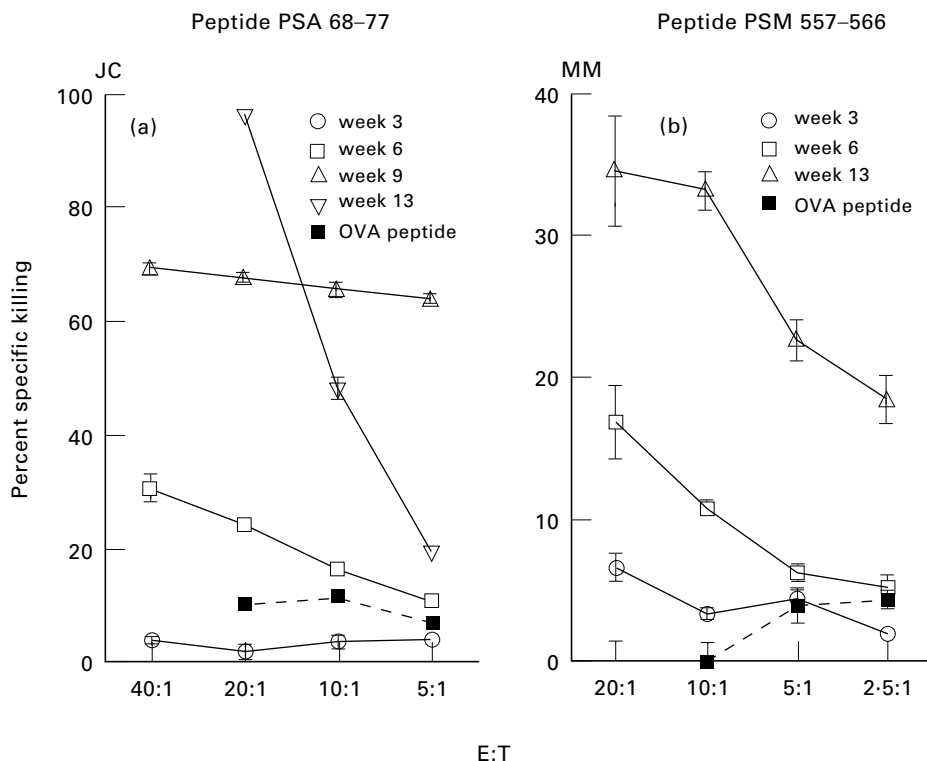 Peptide PSA 68–77
Peptide PSM 557–566
JC
MM
100
80
60
40
20
0
(a)
week 3
week 6
week 9
week 13
OVA peptide
40:1
20:1
10:1
5:1
40
30
20
10
0
(b)
week 3
week 6
week 13
OVA peptide
20:1
10:1
5:1
2·5:1
Percent specific killing
E:T